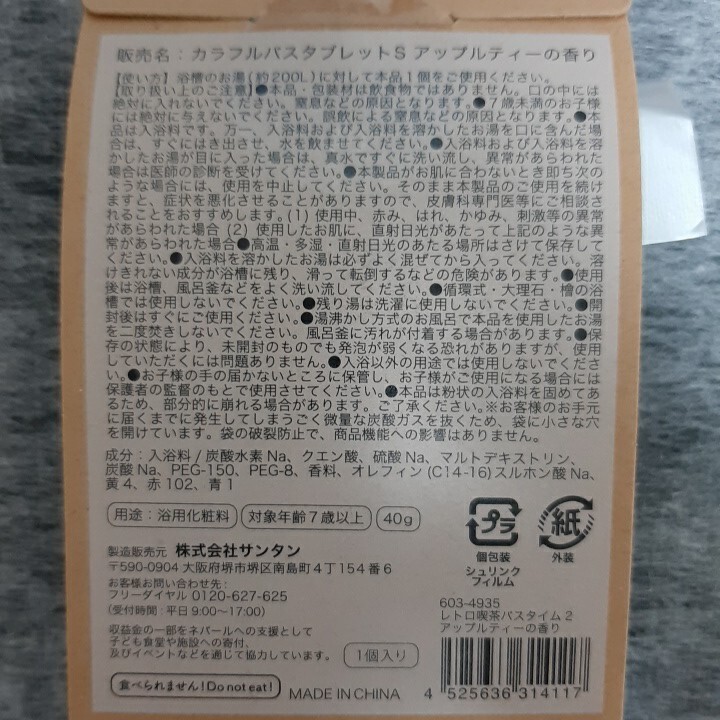 販売名：カラフルバスタブレットS アップルティーの香り
【使い方】浴槽のお湯(約200L)に対して本品1個をご使用ください。
【取り扱い上のご注意】●本品・包装材は飲食物ではありません。口の中には
絶対に入れないでください。窒息などの原因となります。●7歳未満のお子様
には絶対に与えないでください。誤飲による窒息などの原因となります。●本
品は入浴料です。万一、入浴料および入浴料を溶かしたお湯を口に含んだ場
合は、すぐにはき出させ、水を飲ませてください。●入浴料および入浴料を溶
かしたお湯が目に入った場合は、真水ですぐに洗い流し、異常があらわれた
場合は医師の診断を受けてください。●本製品がお肌に合わないとき即ち次の
ような場合には、使用を中止してください。そのまま本製品のご使用を続け
ますと、症状を悪化させることがありますので、皮膚科専門医等にご相談さ
れることをおすすめします。(1) 使用中、赤み、はれ、かゆみ、刺激等の異常
があらわれた場合 (2) 使用したお肌に、直射日光があたって上記のような異
常があらわれた場合●高温・多湿・直射日光のあたる場所はさけて保存して
ください。●入浴料を溶かしたお湯は必ずよく混ぜてから入ってください。溶
けきれない成分が浴槽に残り、滑って転倒するなどの危険があります。●使用
後は浴槽、風呂釜などをよく洗い流してください。●循環式・大理石・檜の浴
槽では使用しないでください。●残り湯は洗濯に使用しないでください。●開
封後はすぐにご使用ください。●湯沸かし方式のお風呂で本品を使用したお湯
を二度焚きしないでください。風呂釜に汚れが付着する場合があります。●保
存の状態により、未開封のものでも発泡が弱くなる恐れがありますが、使用
していただくには問題ありません。●入浴以外の用途では使用しないでくださ
い。●お子様の手の届かないところに保管し、お子様がご使用になる場合には
保護者の監督のもとで使用させてください。●本品は粉状の入浴料を固めてあ
るため、部分的に崩れる場合があります。ご了承ください。※お客様のお手元
に届くまでに発生してしまうごく微量な炭酸ガスを抜くため、袋に小さな穴
を開けています。袋の破裂防止で、商品機能への影響はありません。
成分：入浴料 / 炭酸水素 Na、クエン酸、硫酸 Na、マルトデキストリン、
炭酸 Na、PEG-150、PEG-8、香料、オレフィン (C14-16) スルホン酸 Na、
黄 4、赤 102、青 1
用途：浴用化粧料 対象年齢7歳以上 40g
プラ 紙
個包装 外装
シュリンク
フィルム
製造販売元 株式会社サンタン
〒590-0904 大阪府堺市堺区南島町4丁154番6
お客様お問い合わせ先：
フリーダイヤル 0120-627-625
(受付時間：平日 9:00〜17:00)
収益金の一部をネパールへの支援として
子ども食堂や施設への寄付、
及びイベントなどを通じて協力しています。
1個入り
603-4935
レトロ喫茶バスタイム 2
アップルティーの香り
食べられません！Do not eat!
MADE IN CHINA
4 525636 314117